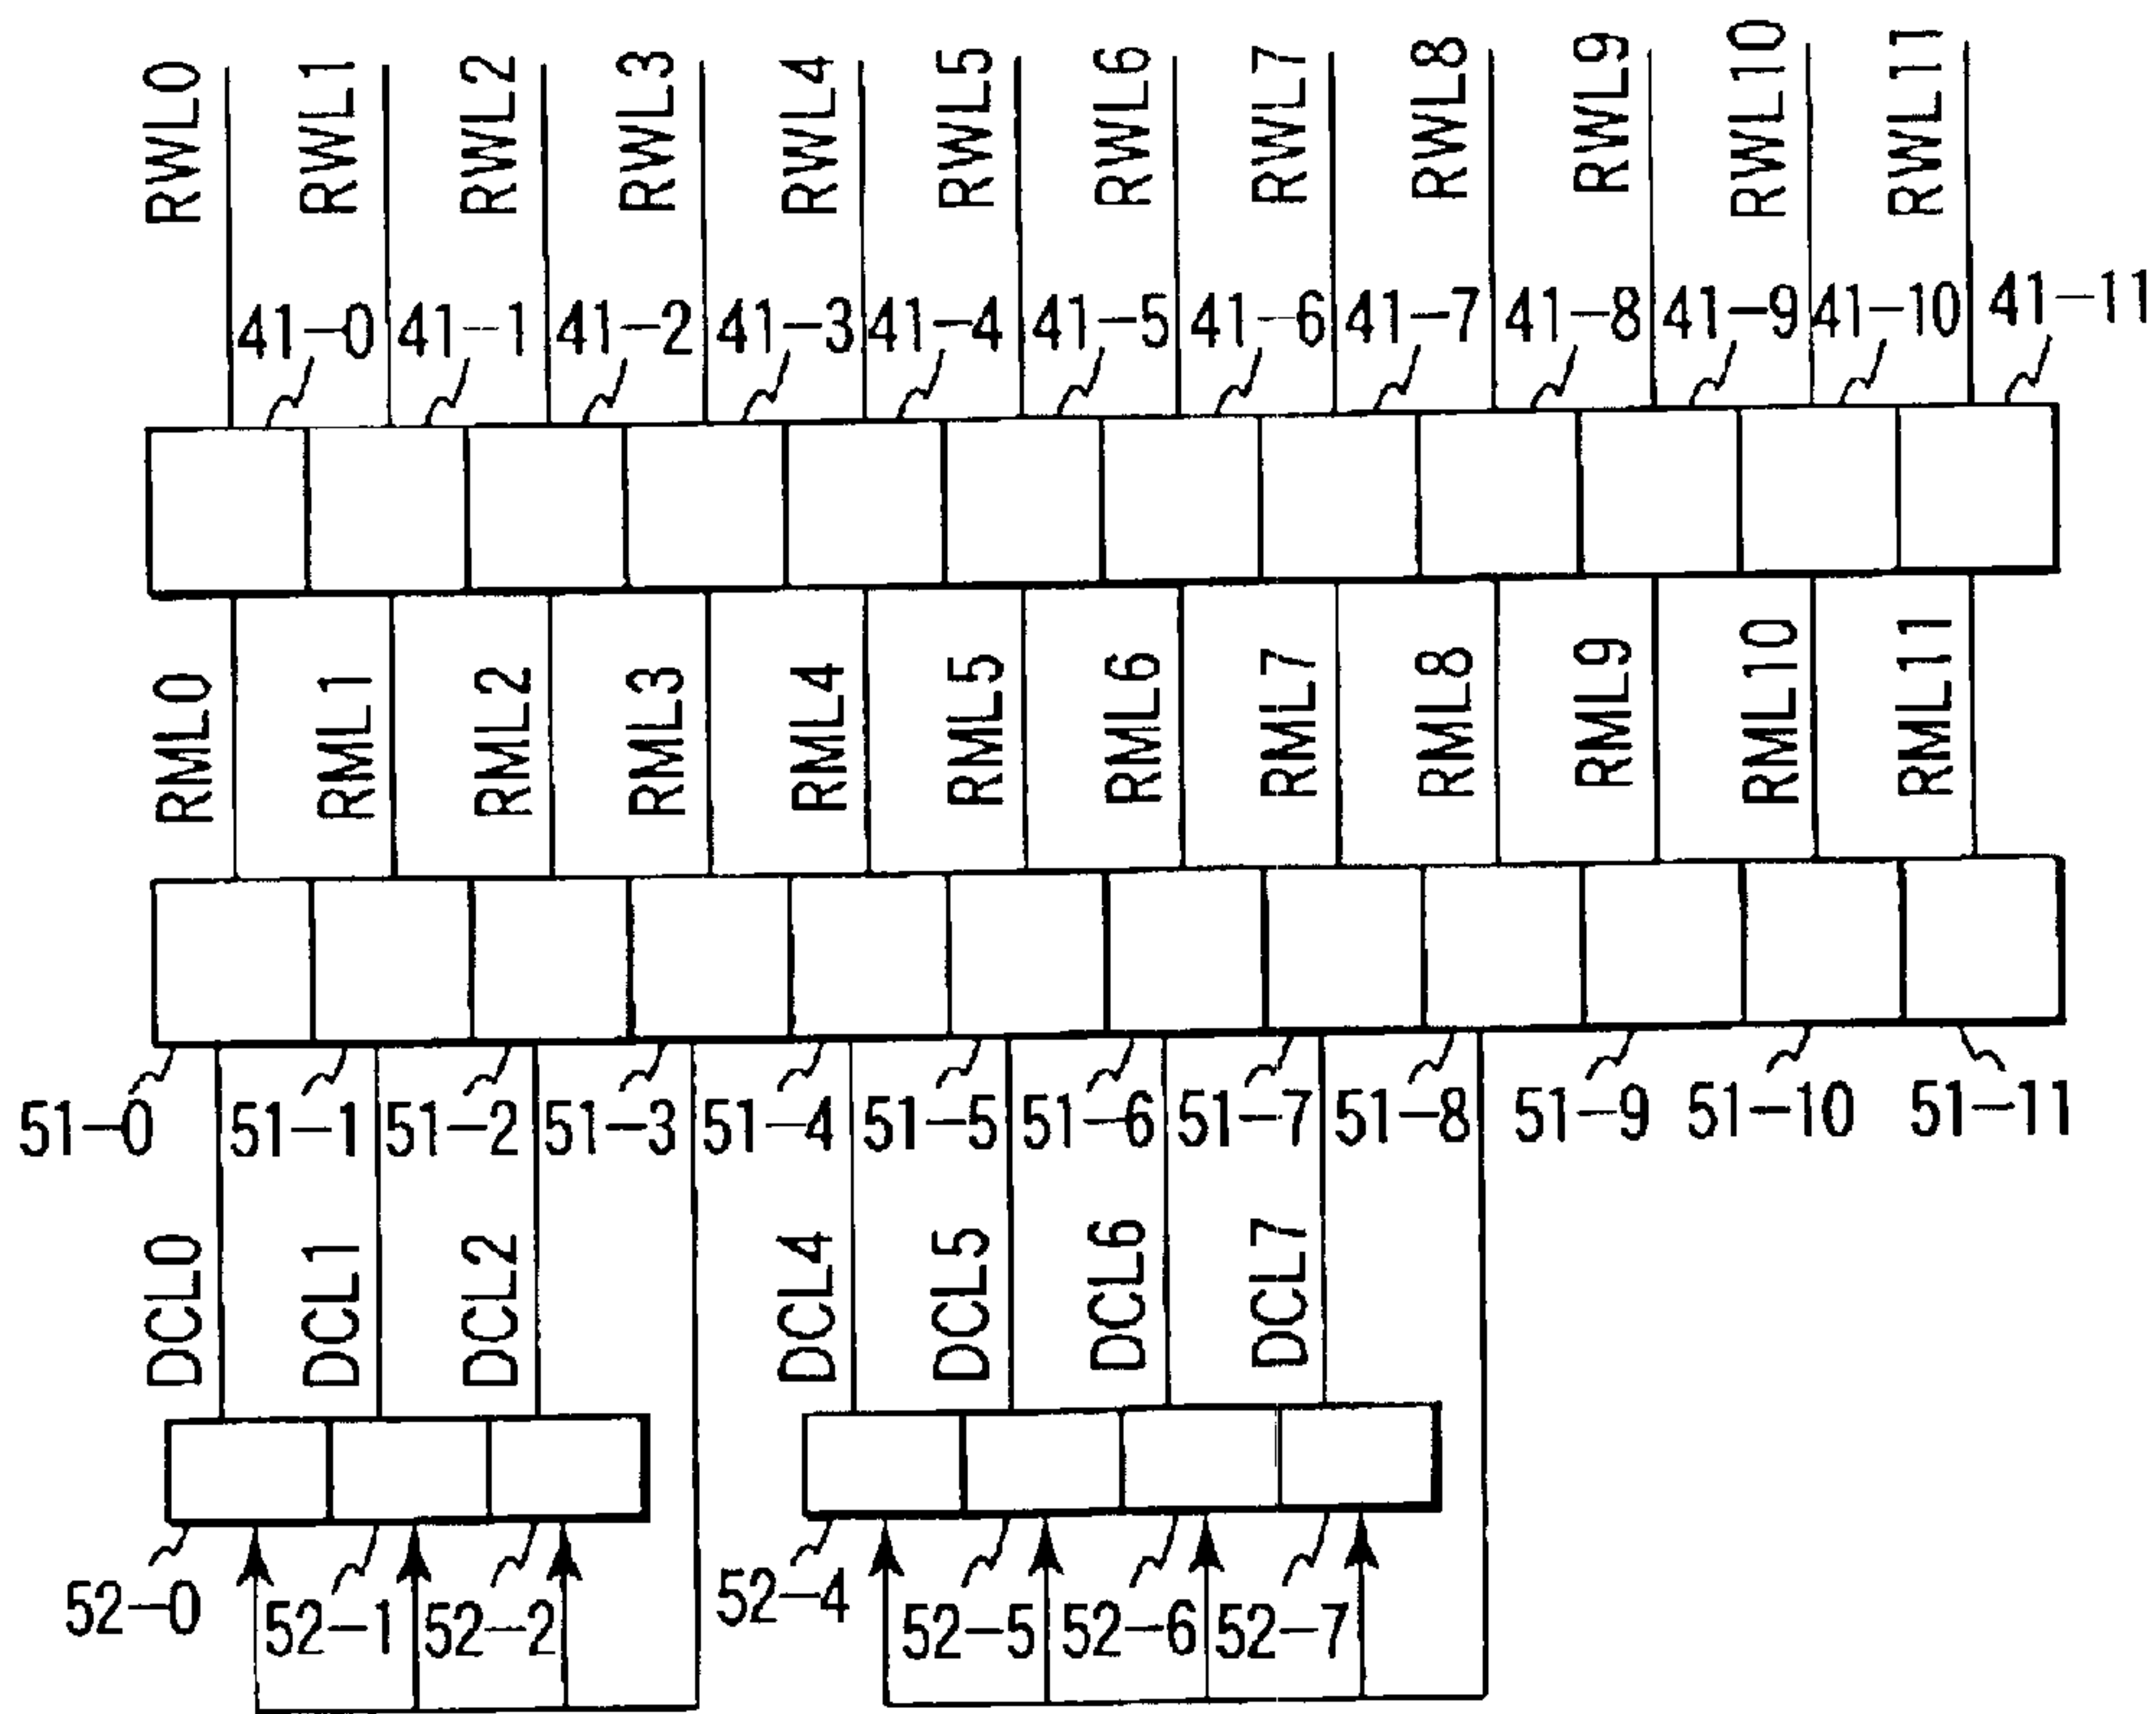 RWL0 RWL1 RWL2 RWL3 RWL4 RWL5 RWL6 RWL7 RWL8 RWL9 RWL10 RWL11
41-0 41-1 41-2 41-3 41-4 41-5 41-6 41-7 41-8 41-9 41-10 41-11
RML0 RML1 RML2 RML3 RML4 RML5 RML6 RML7 RML8 RML9 RML10 RML11
51-0 51-1 51-2 51-3 51-4 51-5 51-6 51-7 51-8 51-9 51-10 51-11
DCL0 DCL1 DCL2 DCL4 DCL5 DCL6 DCL7
52-0 52-1 52-2 52-4 52-5 52-6 52-7